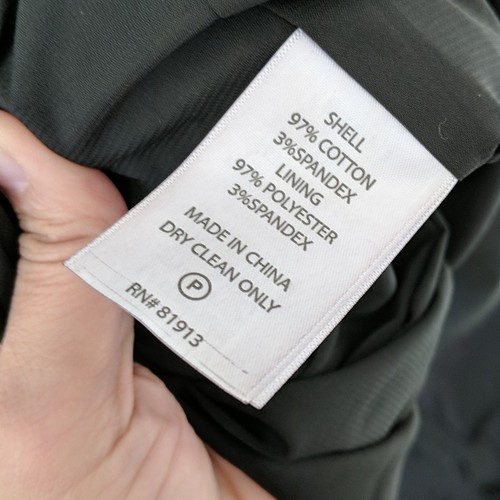 SHELL
97% COTTON
3%SPANDEX
LINING
97% POLYESTER
3%SPANDEX
MADE IN CHINA
DRY CLEAN ONLY
P
RN# 81913